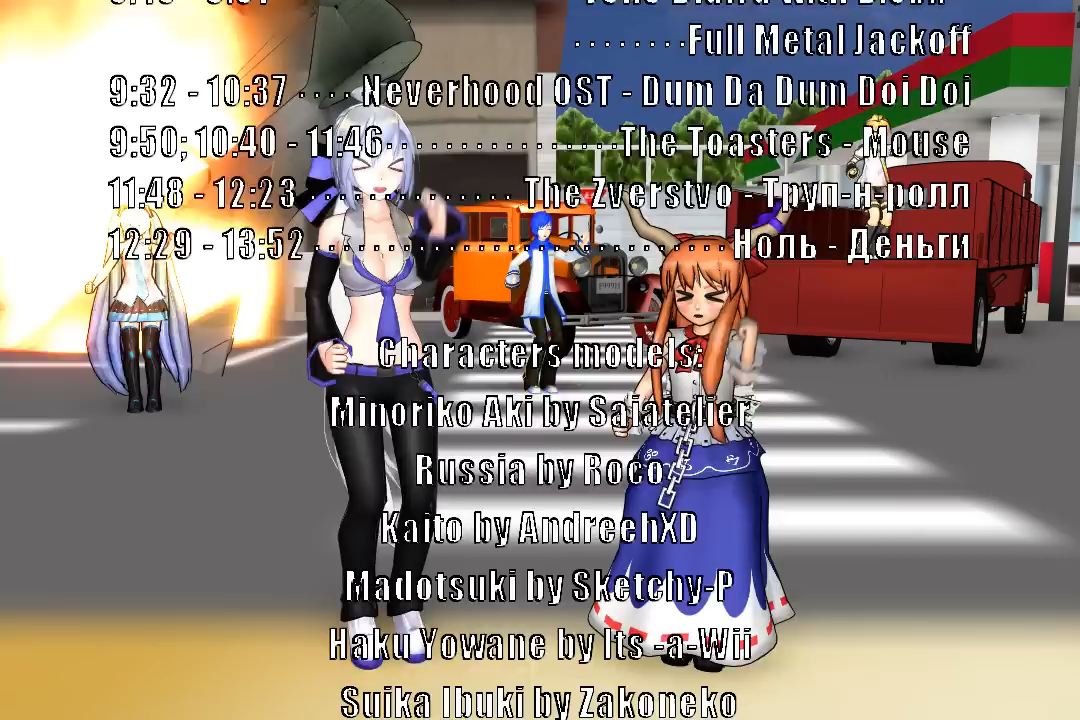 Full Metal Jackoff
9:32 - 10:37 .... Neverhood OST - Dum Da Dum Doi Doi
9:50; 10:40 - 11:46................The Toasters - Mouse
11:48 - 12:23 .............. The Zverstvo - Труп-н-ролл
12:29 - 13:52 ............................Ноль - Деньги
Characters models:
Minoriko Aki by Saiatelier
Russia by Roco
Kaito by AndreehXD
Madotsuki by Sketchy-P
Haku Yowane by Its -a-Wii
Suika Ibuki by Zakoneko